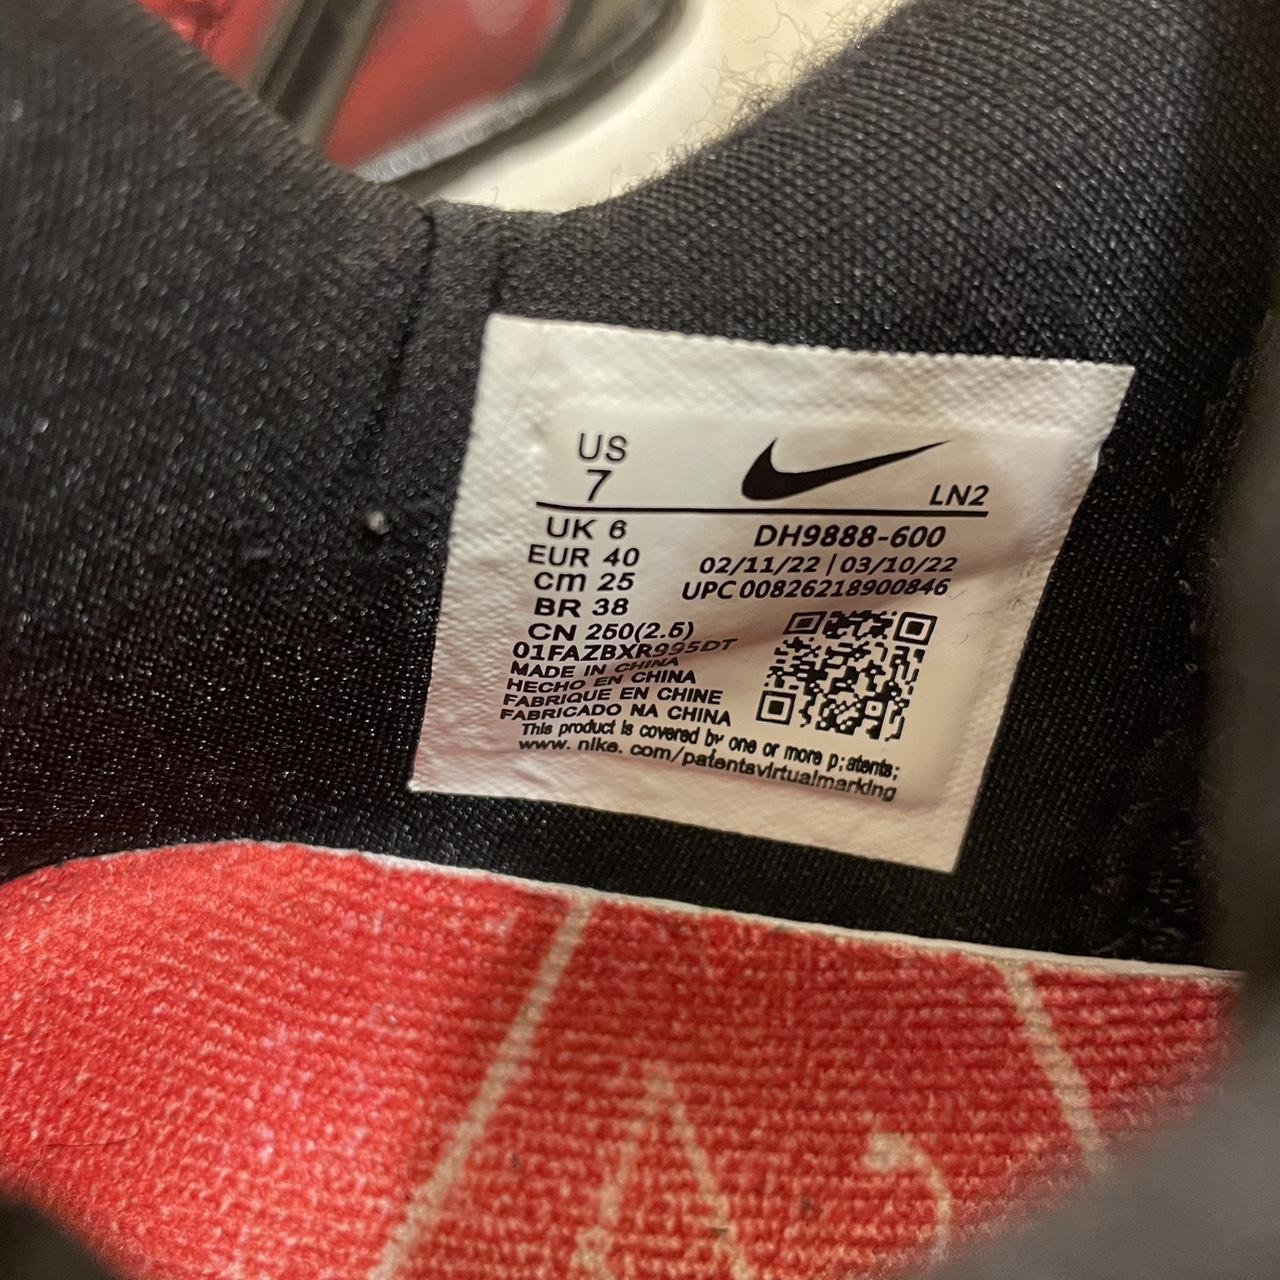 US
7
LN2
UK 6
EUR 40
cm 25
BR 38
CN 250(2.5)
DH9888-600
02/11/22 | 03/10/22
UPC 00826218900846
01FAZBXR995DT
MADE IN CHINA
HECHO EN CHINA
FABRIQUE EN CHINE
FABRICADO NA CHINA
This product is covered by one or more p;atents;
www. nike. com/patentsvirtualmarking